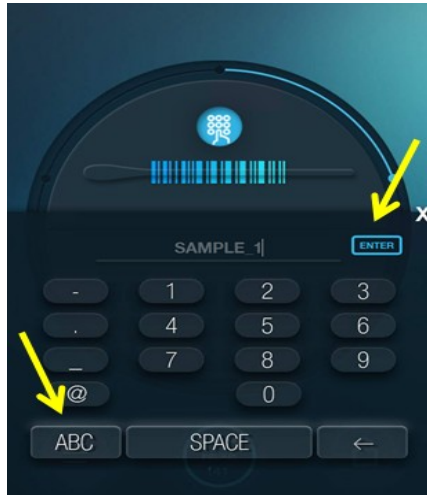 X
SAMPLE_1 ENTER
- 1 2 3
. 4 5 6
_ 7 8 9
@ 0
ABC SPACE ←